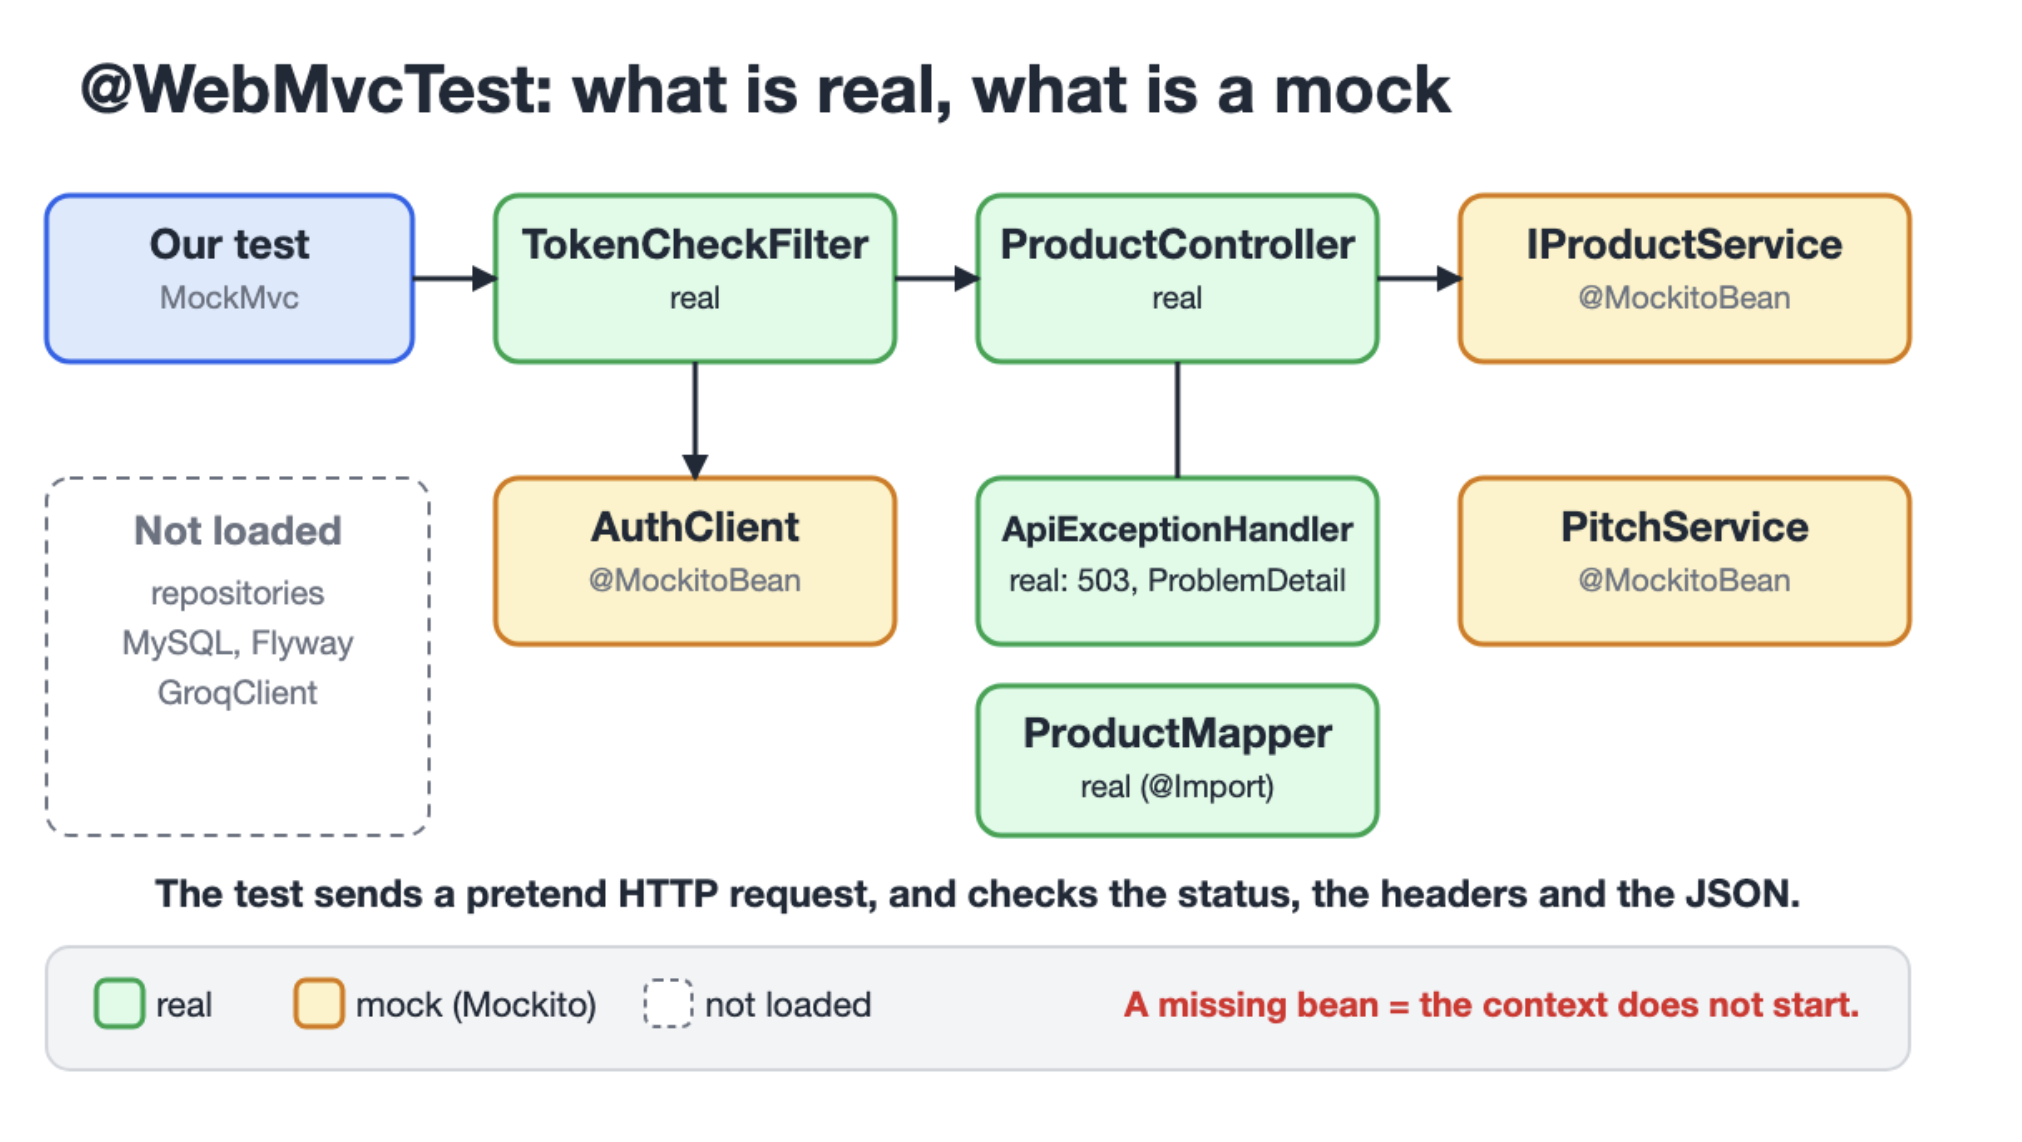 @WebMvcTest: what is real, what is a mock
Our test
MockMvc
TokenCheckFilter
real
ProductController
real
IProductService
@MockitoBean
Not loaded
repositories
MySQL, Flyway
GroqClient
AuthClient
@MockitoBean
ApiExceptionHandler
real: 503, ProblemDetail
PitchService
@MockitoBean
ProductMapper
real (@Import)
The test sends a pretend HTTP request, and checks the status, the headers and the JSON.
real
mock (Mockito)
not loaded
A missing bean = the context does not start.